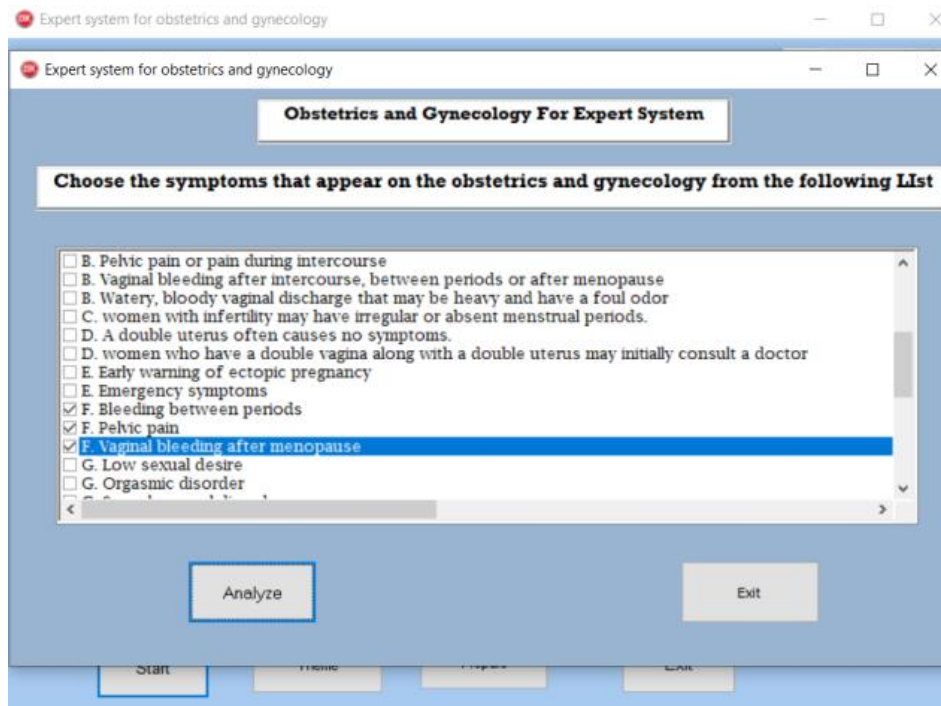 Expert system for obstetrics and gynecology
Expert system for obstetrics and gynecology
Obstetrics and Gynecology For Expert System
Choose the symptoms that appear on the obstetrics and gynecology from the following LIst
B. Pelvic pain or pain during intercourse
B. Vaginal bleeding after intercourse, between periods or after menopause
B. Watery, bloody vaginal discharge that may be heavy and have a foul odor
C. women with infertility may have irregular or absent menstrual periods.
D. A double uterus often causes no symptoms.
D. women who have a double vagina along with a double uterus may initially consult a doctor
E. Early warning of ectopic pregnancy
E. Emergency symptoms
F. Bleeding between periods
F. Pelvic pain
F. Vaginal bleeding after menopause
G. Low sexual desire
G. Orgasmic disorder
Analyze Exit
Start Theme Prepare Exit